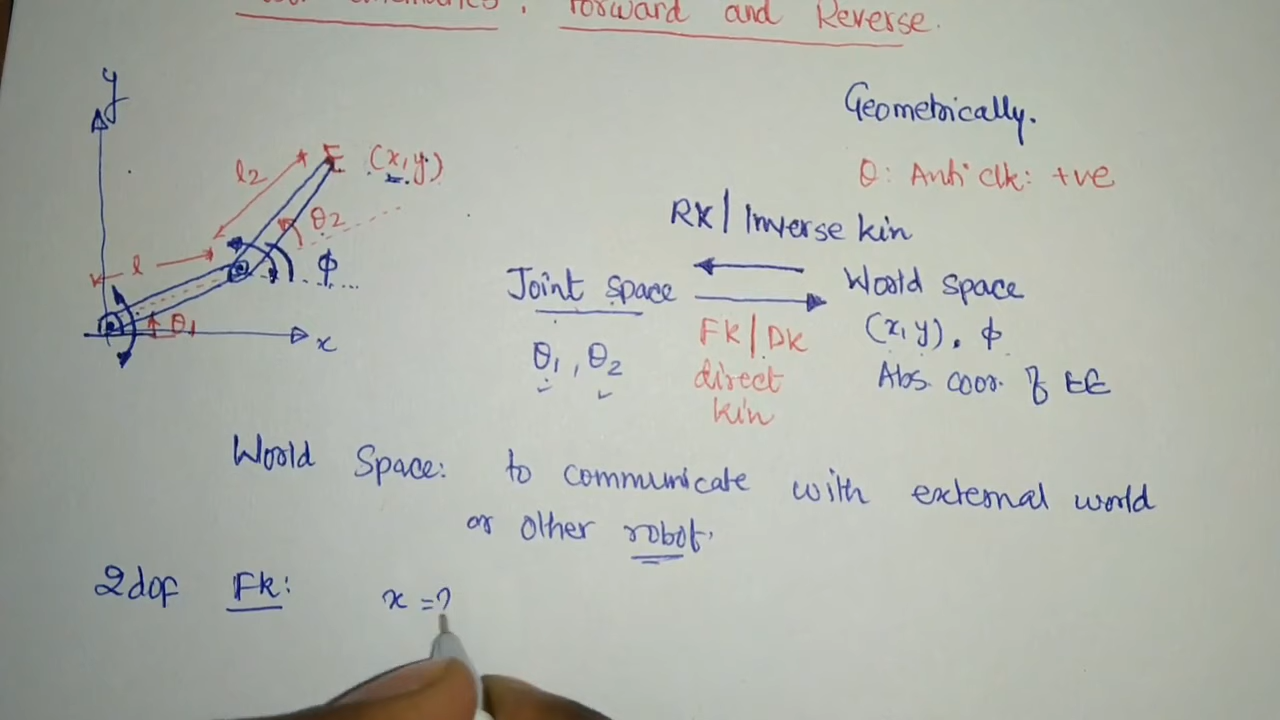 forward and Reverse.
y
Geometrically.
l2
E (x,y)
θ: Anti clk: +ve
θ2
RK| Inverse kin
l
ϕ
Joint space
World space
θ1
x
FK|DK
(x,y), ϕ
θ1, θ2
direct
Abs. coor. of EE
kin
World Space: to communicate with external world
or other robot.
2dof Fk: x =?